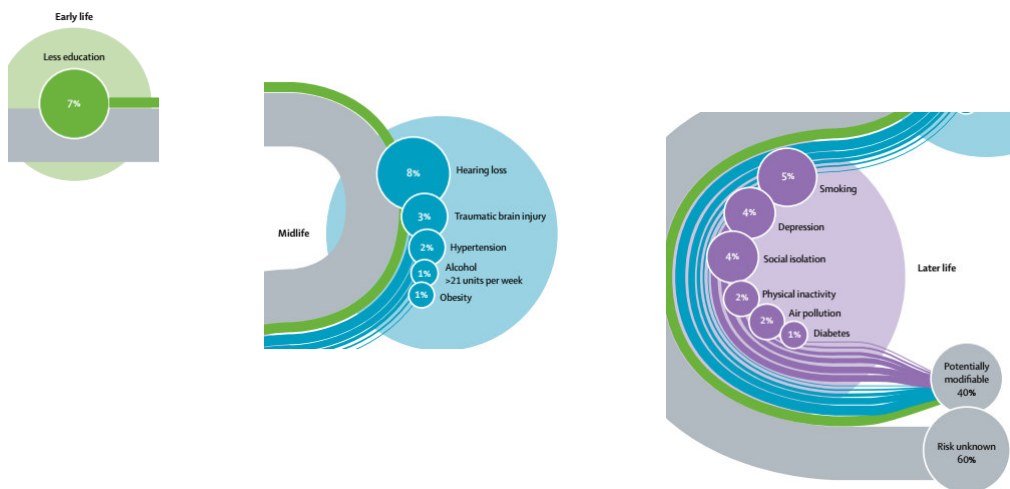 Early life
Less education
7%
8%
Hearing loss
3%
Traumatic brain injury
Midlife
2%
Hypertension
1%
Alcohol
>21 units per week
1%
Obesity
5%
Smoking
4%
Depression
4%
Social isolation
Later life
2%
Physical inactivity
2%
Air pollution
1%
Diabetes
Potentially
modifiable
40%
Risk unknown
60%